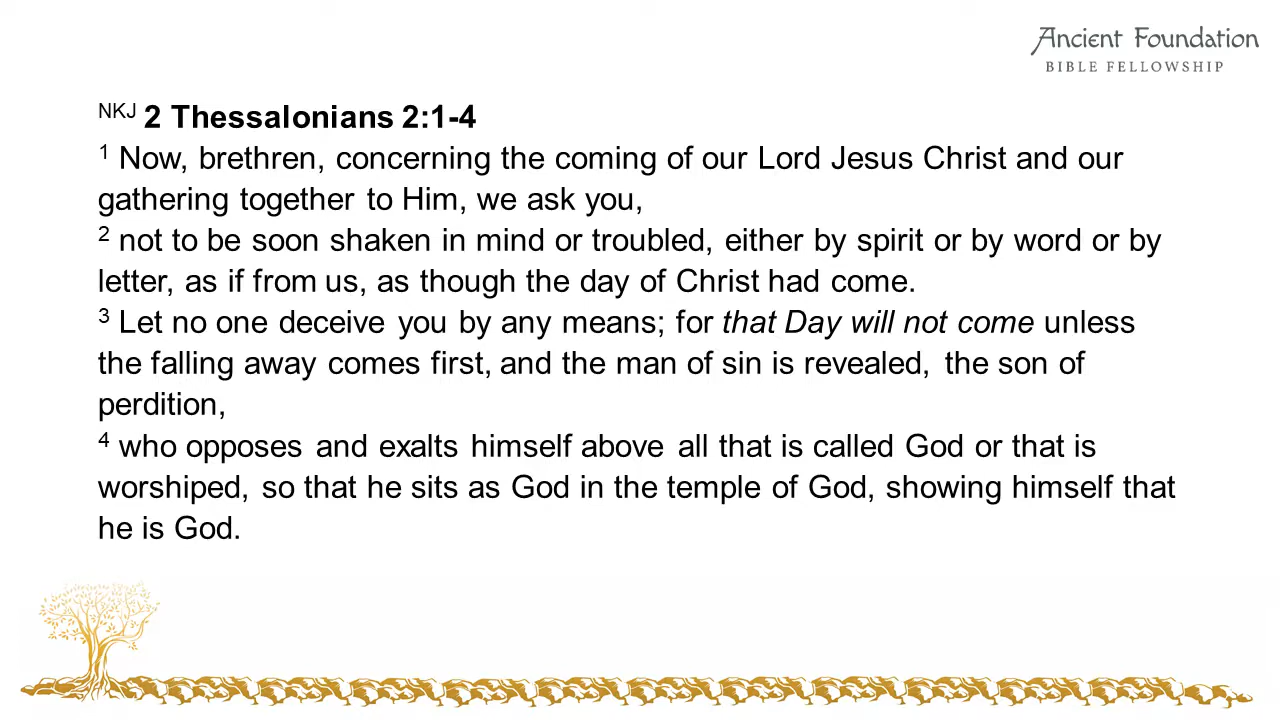 Ancient Foundation
BIBLE FELLOWSHIP
NKJ 2 Thessalonians 2:1-4
1 Now, brethren, concerning the coming of our Lord Jesus Christ and our
gathering together to Him, we ask you,
2 not to be soon shaken in mind or troubled, either by spirit or by word or by
letter, as if from us, as though the day of Christ had come.
3 Let no one deceive you by any means; for that Day will not come unless
the falling away comes first, and the man of sin is revealed, the son of
perdition,
4 who opposes and exalts himself above all that is called God or that is
worshiped, so that he sits as God in the temple of God, showing himself that
he is God.